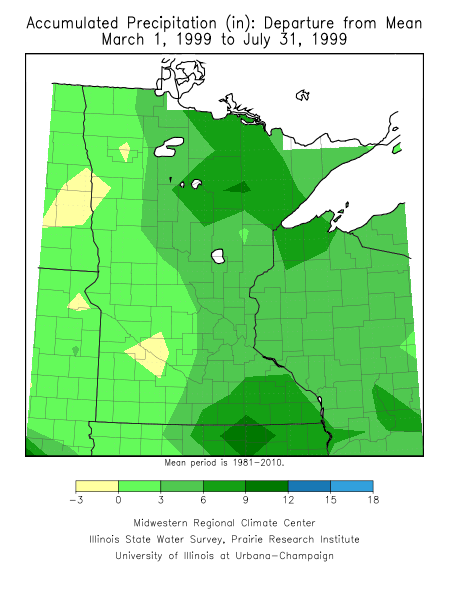 Accumulated Precipitation (in): Departure from Mean
March 1, 1999 to July 31, 1999
Mean period is 1981-2010.
-3 0 3 6 9 12 15 18
Midwestern Regional Climate Center
Illinois State Water Survey, Prairie Research Institute
University of Illinois at Urbana-Champaign